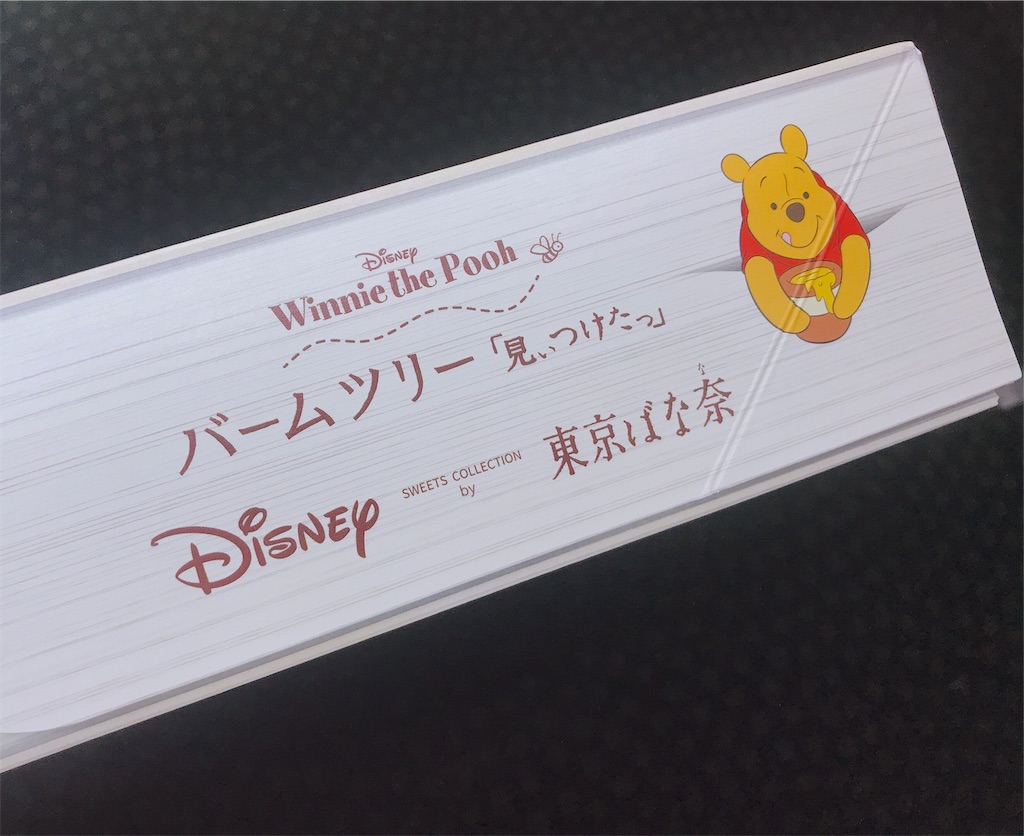 Disney
Winnie the Pooh
バームツリー「見ぃつけたっ」
Disney SWEETS COLLECTION by 東京ばな奈
な